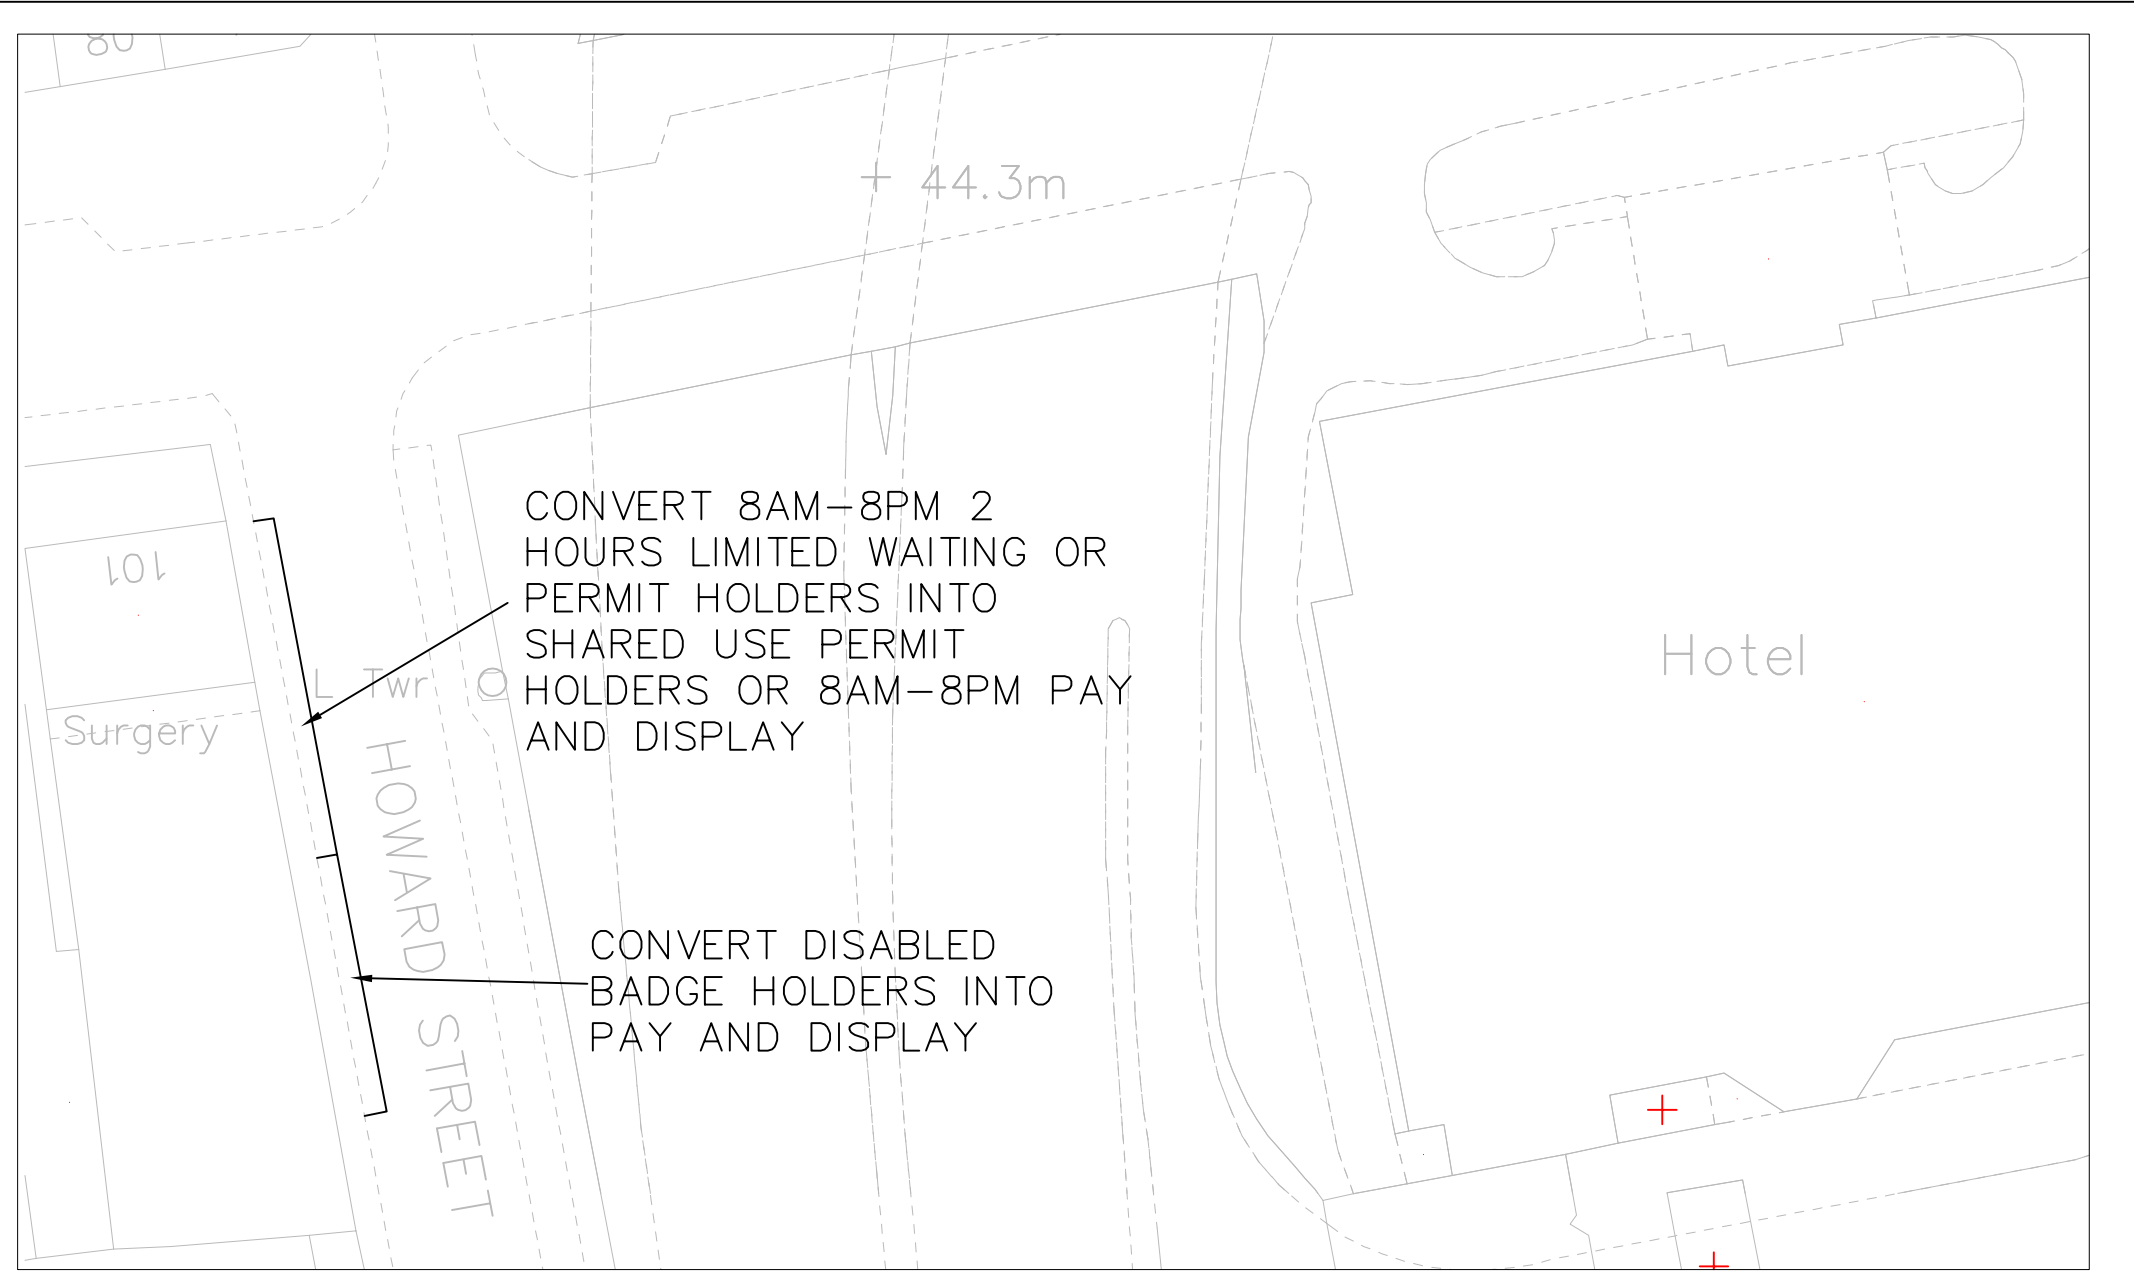 80
+ 44.3m
CONVERT 8AM-8PM 2
HOURS LIMITED WAITING OR
PERMIT HOLDERS INTO
SHARED USE PERMIT
HOLDERS OR 8AM-8PM PAY
AND DISPLAY
101
L Twr
Surgery
Hotel
HOWARD STREET
CONVERT DISABLED
BADGE HOLDERS INTO
PAY AND DISPLAY